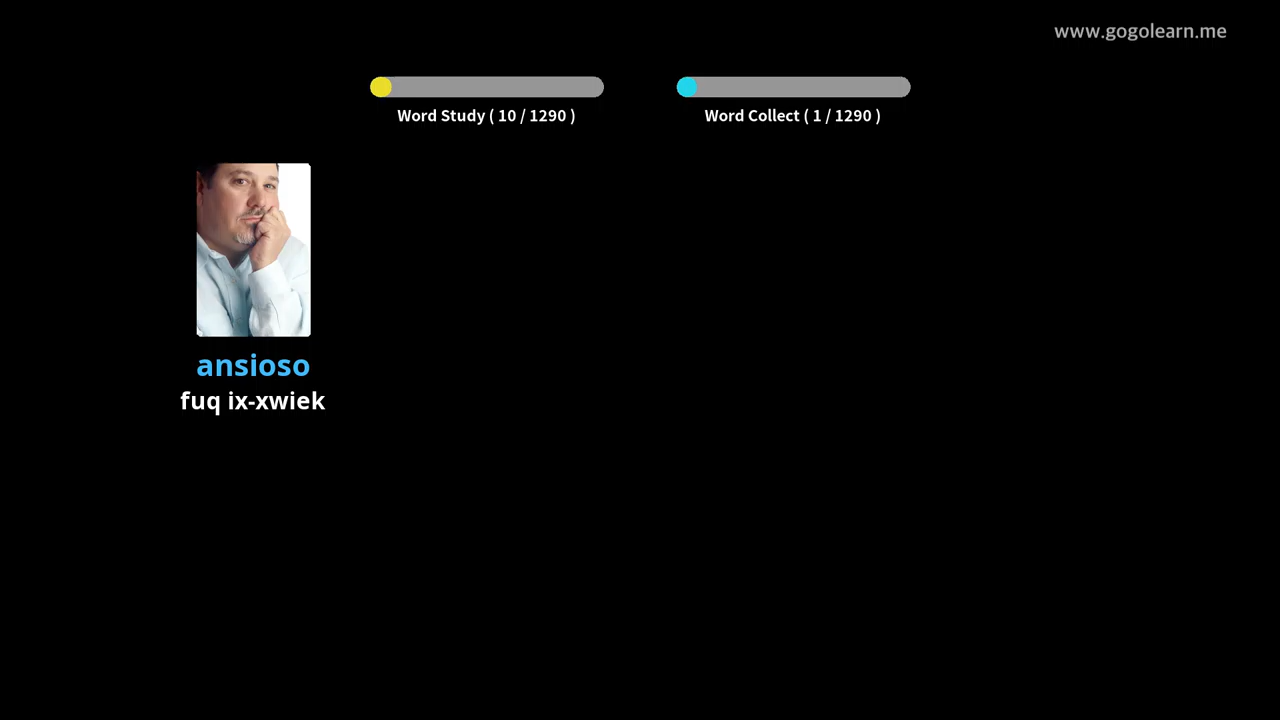 www.gogolearn.me
Word Study ( 10 / 1290 )
Word Collect ( 1 / 1290 )
ansioso
fuq ix-xwiek